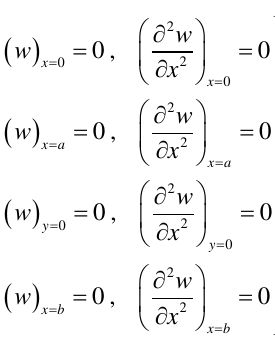 (w)_{x=0} = 0 , (∂²w/∂x²)_{x=0} = 0
(w)_{x=a} = 0 , (∂²w/∂x²)_{x=a} = 0
(w)_{y=0} = 0 , (∂²w/∂x²)_{y=0} = 0
(w)_{x=b} = 0 , (∂²w/∂x²)_{x=b} = 0